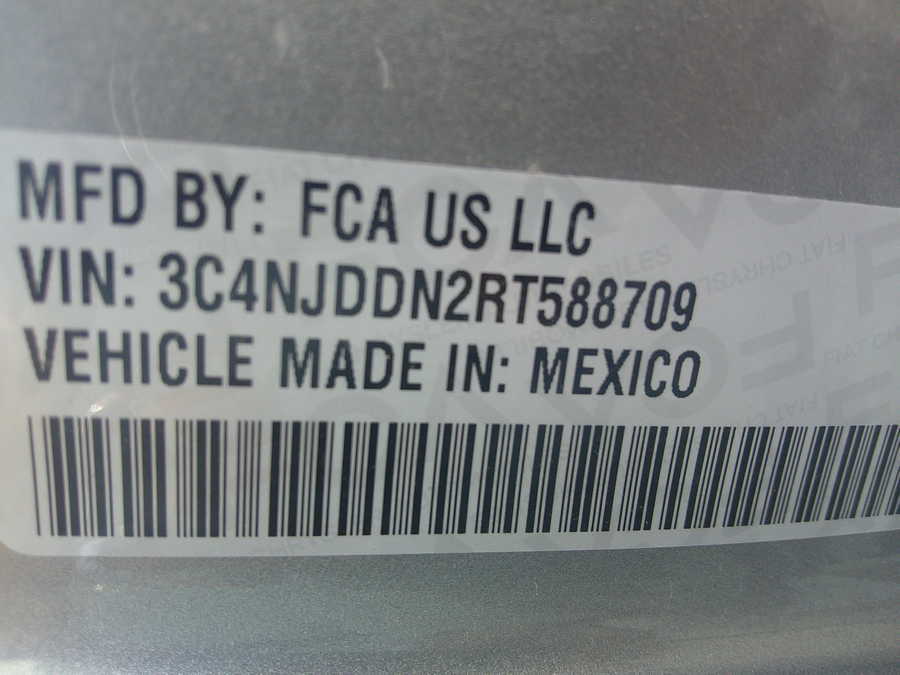 MFD BY: FCA US LLC
VIN: 3C4NJDDN2RT588709
VEHICLE MADE IN: MEXICO